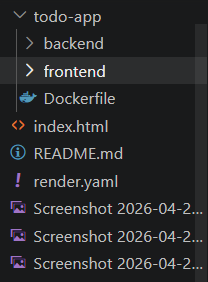 todo-app
backend
frontend
Dockerfile
index.html
README.md
render.yaml
Screenshot 2026-04-2...
Screenshot 2026-04-2...
Screenshot 2026-04-2...